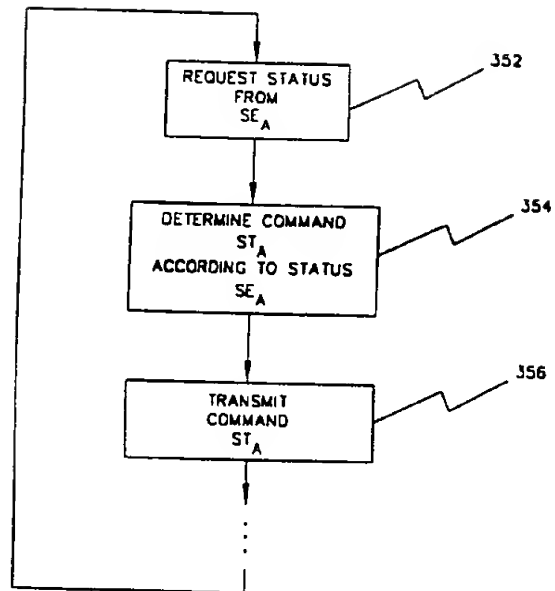 REQUEST STATUS
FROM
SE_A
352
DETERMINE COMMAND
ST_A
ACCORDING TO STATUS
SE_A
354
TRANSMIT
COMMAND
ST_A
356